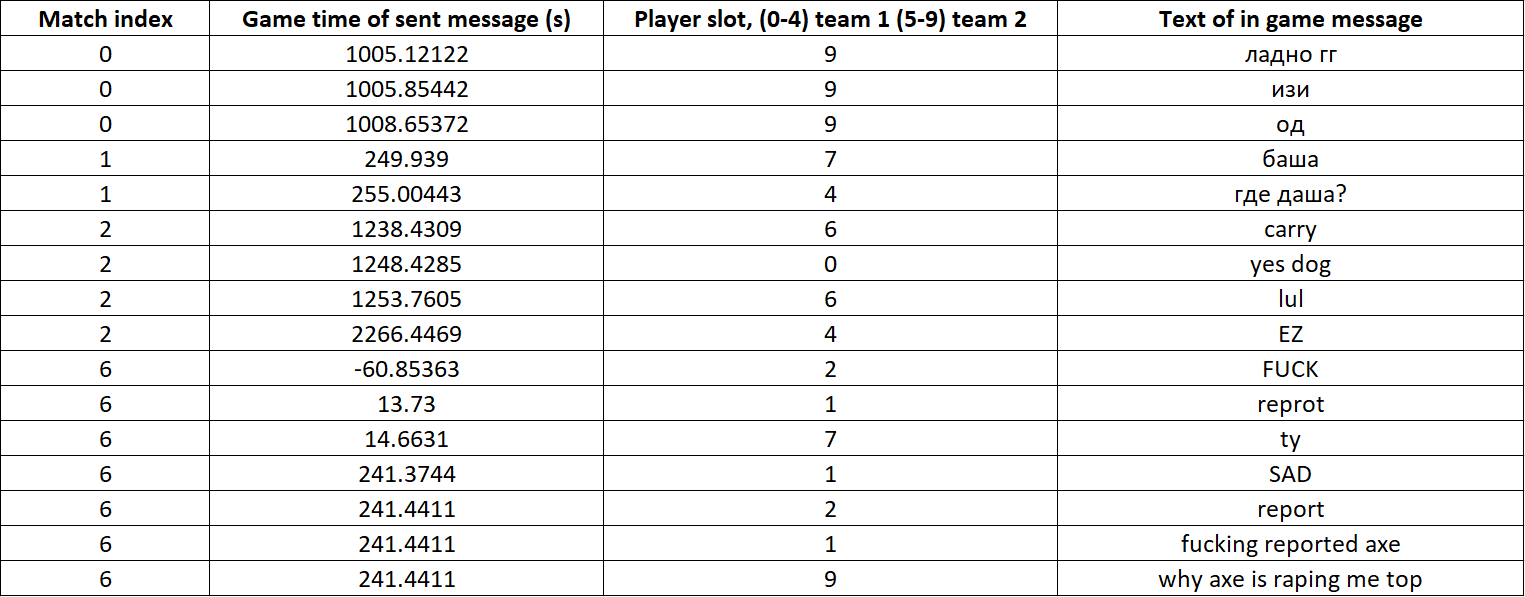 Match index Game time of sent message (s) Player slot, (0-4) team 1 (5-9) team 2 Text of in game message
0 1005.12122 9 ладно гг
0 1005.85442 9 изи
0 1008.65372 9 од
1 249.939 7 баша
1 255.00443 4 где даша?
2 1238.4309 6 carry
2 1248.4285 0 yes dog
2 1253.7605 6 lul
2 2266.4469 4 EZ
6 -60.85363 2 FUCK
6 13.73 1 reprot
6 14.6631 7 ty
6 241.3744 1 SAD
6 241.4411 2 report
6 241.4411 1 fucking reported axe
6 241.4411 9 why axe is raping me top